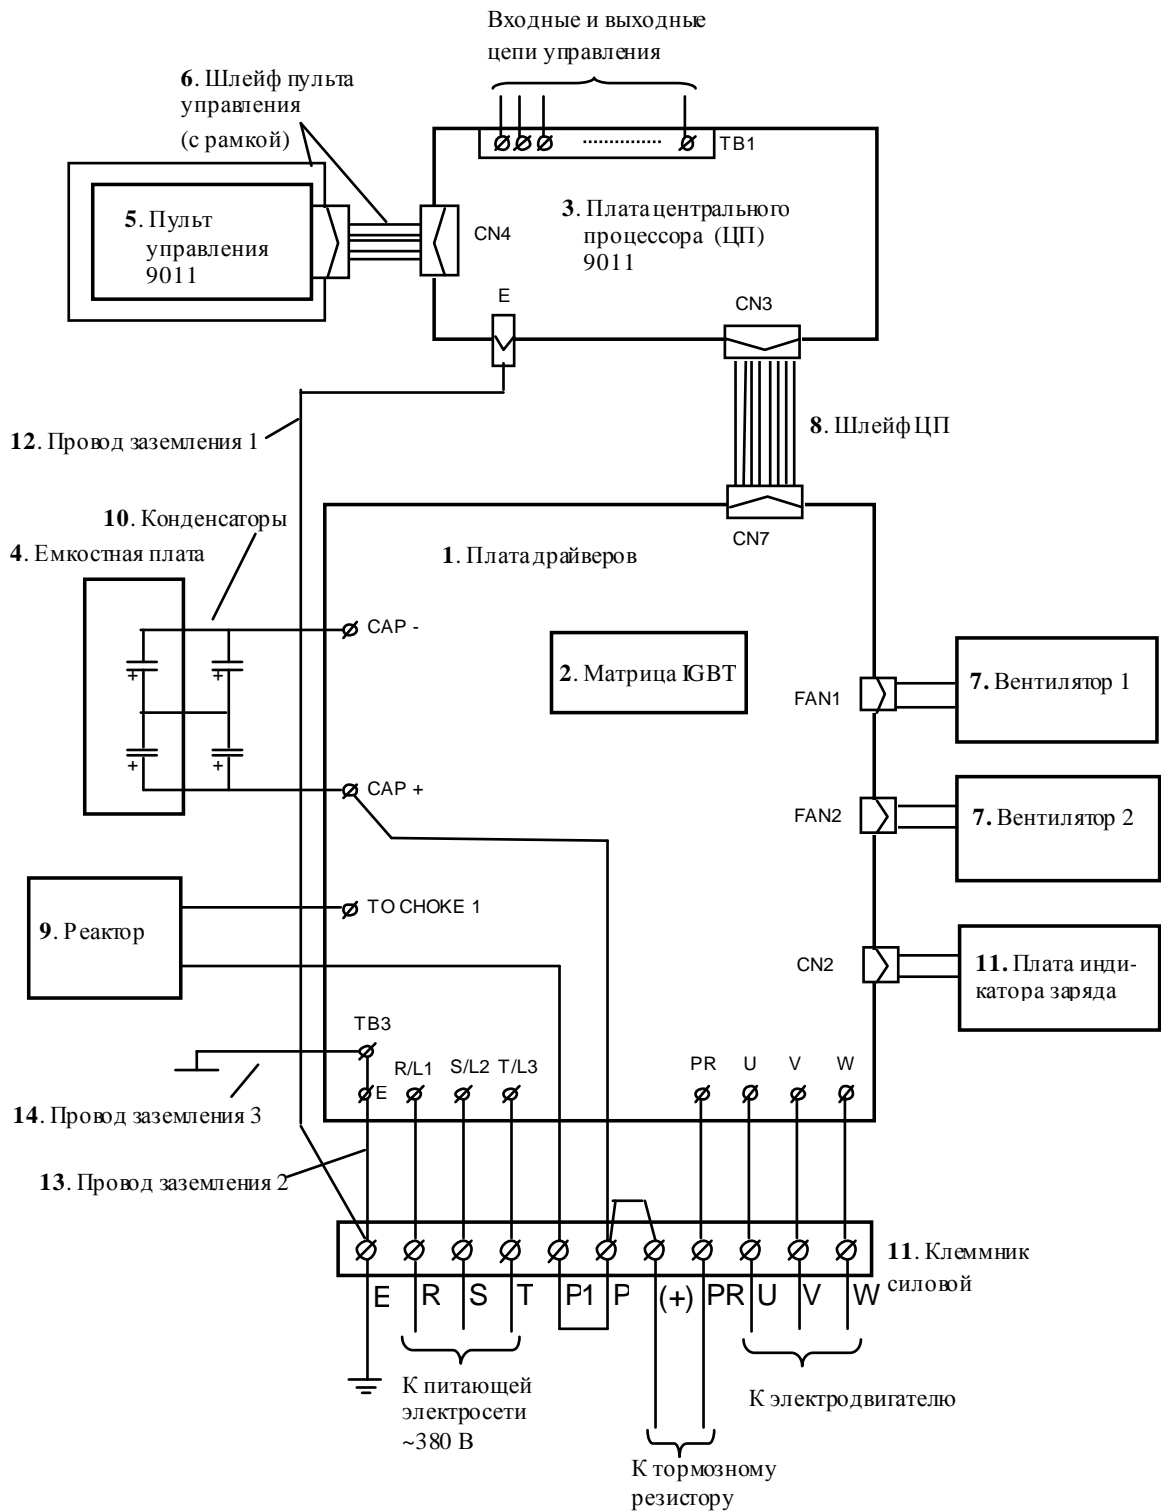 Входные и выходные
цепи управления
6. Шлейф пульта
управления
(с рамкой)
TB1
5. Пульт
управления
9011
CN4
3. Плата центрального
процессора (ЦП)
9011
E
CN3
12. Провод заземления 1
8. Шлейф ЦП
10. Конденсаторы
4. Емкостная плата
CN7
1. Плата драйверов
CAP -
+
+
2. Матрица IGBT
FAN1
7. Вентилятор 1
+
+
CAP +
FAN2
7. Вентилятор 2
TO CHOKE 1
9. Реактор
CN2
11. Плата инди-
катора заряда
TB3
R/L1
S/L2
T/L3
PR
U
V
W
E
14. Провод заземления 3
13. Провод заземления 2
11. Клеммник
силовой
E
R
S
T
P1
P
(+)
PR
U
V
W
К питающей
электросети
~380 В
К электродвигателю
К тормозному
резистору